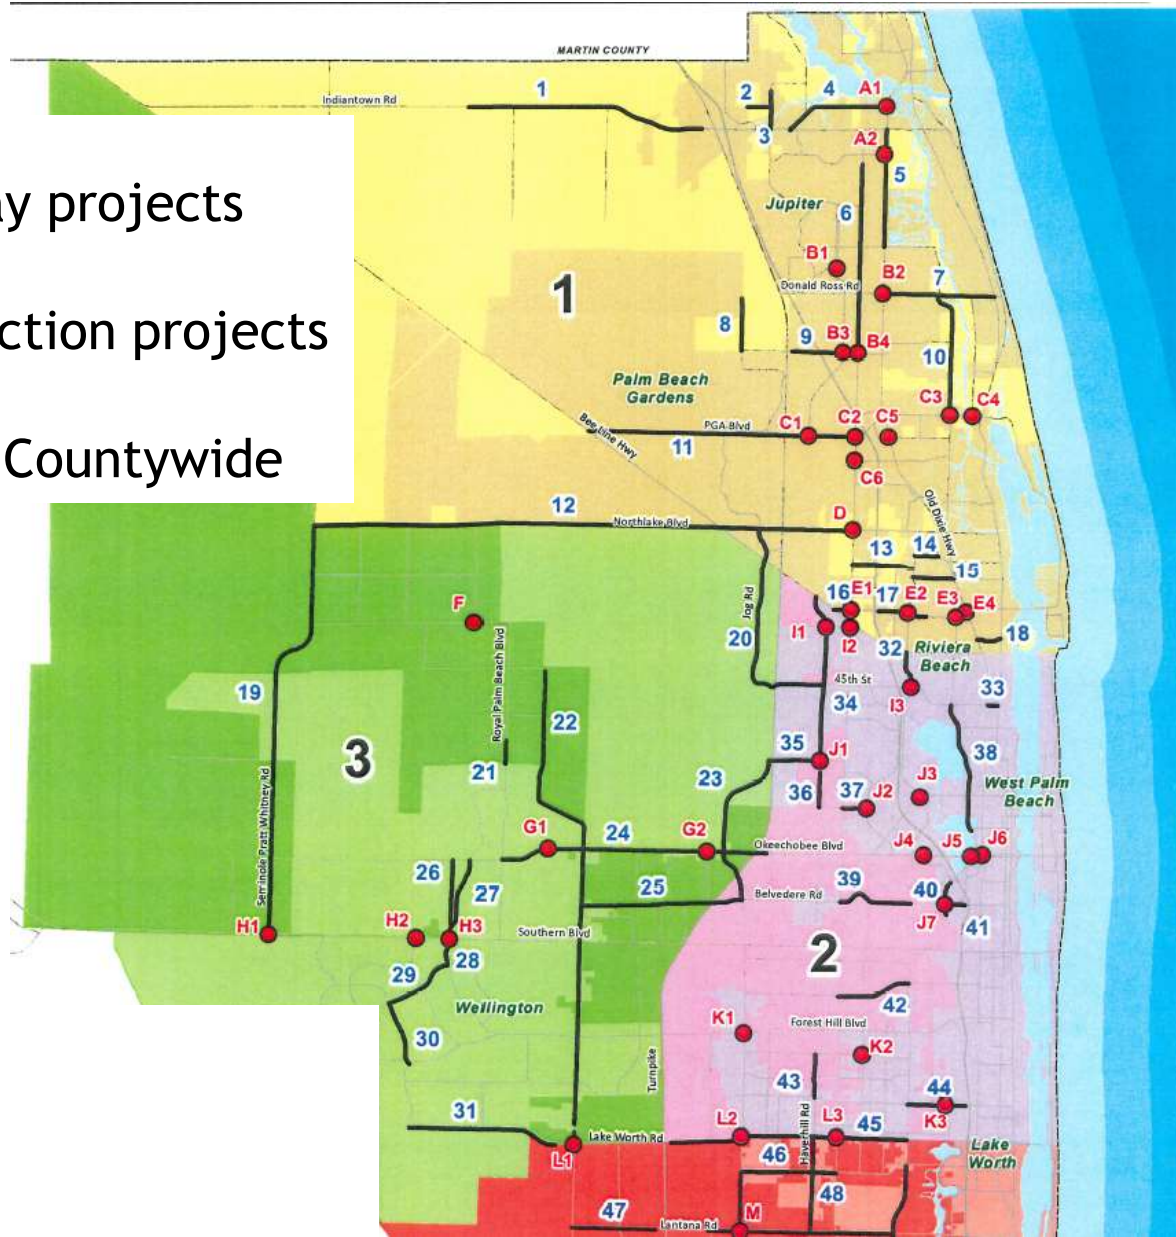 MARTIN COUNTY
Indiantown Rd
1
2
3
4
A1
A2
5
ay projects
Jupiter
6
B1
B2
7
Donald Ross Rd
1
ction projects
8
9
B3
B4
10
Palm Beach
Gardens
C3
C4
Countywide
Bee Line Hwy
PGA Blvd
C1
C2
C5
11
C6
12
Northlake Blvd
D
Old Dixie Hwy
13
14
15
F
Jog Rd
16
E1
17
E2
E3
E4
I1
I2
18
20
32
Riviera
Beach
Royal Palm Beach Blvd
19
45th St
34
I3
33
22
3
21
23
35
J1
36
37
J2
J3
38
West Palm
Beach
Seminole Pratt Whitney Rd
G1
24
G2
Okeechobee Blvd
J4
J5
J6
26
27
25
Belvedere Rd
39
40
J7
41
H1
H2
H3
Southern Blvd
28
29
2
Wellington
42
30
K1
Forest Hill Blvd
K2
Turnpike
43
44
K3
31
Haverhill Rd
L1
Lake Worth Rd
L2
L3
45
Lake
Worth
46
47
48
Lantana Rd
M